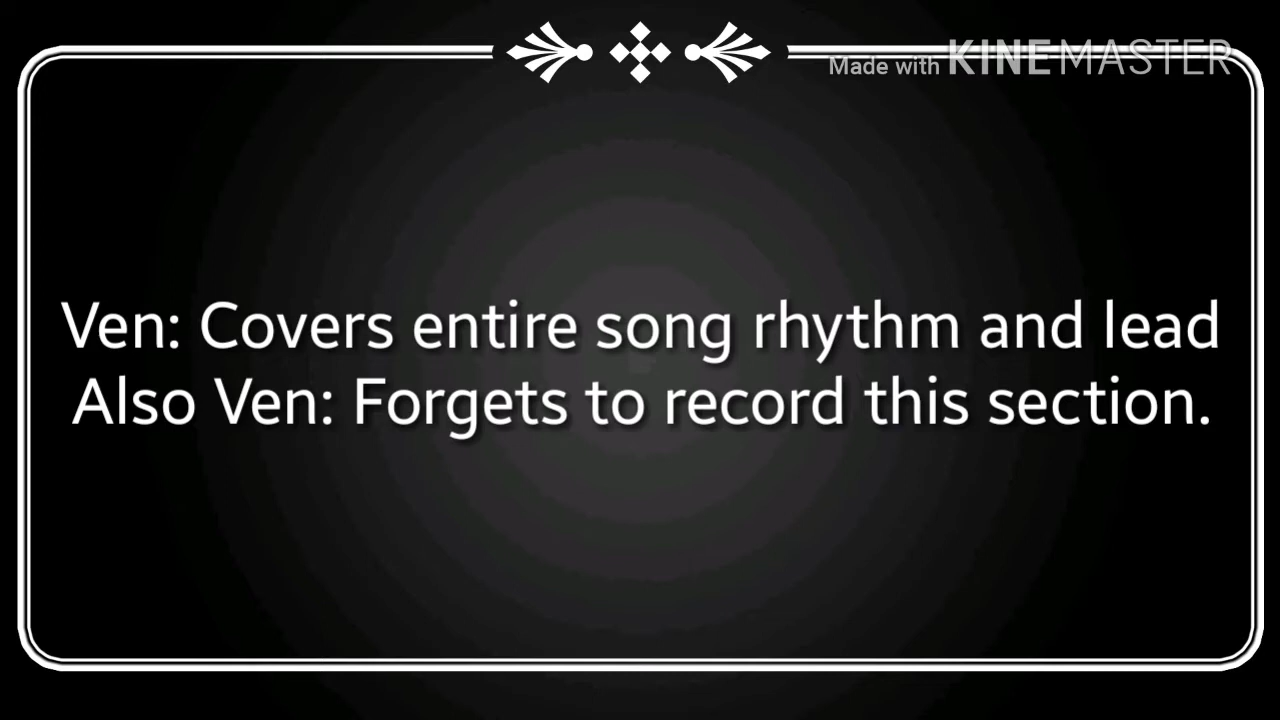 Made with KINEMASTER
Ven: Covers entire song rhythm and lead
Also Ven: Forgets to record this section.